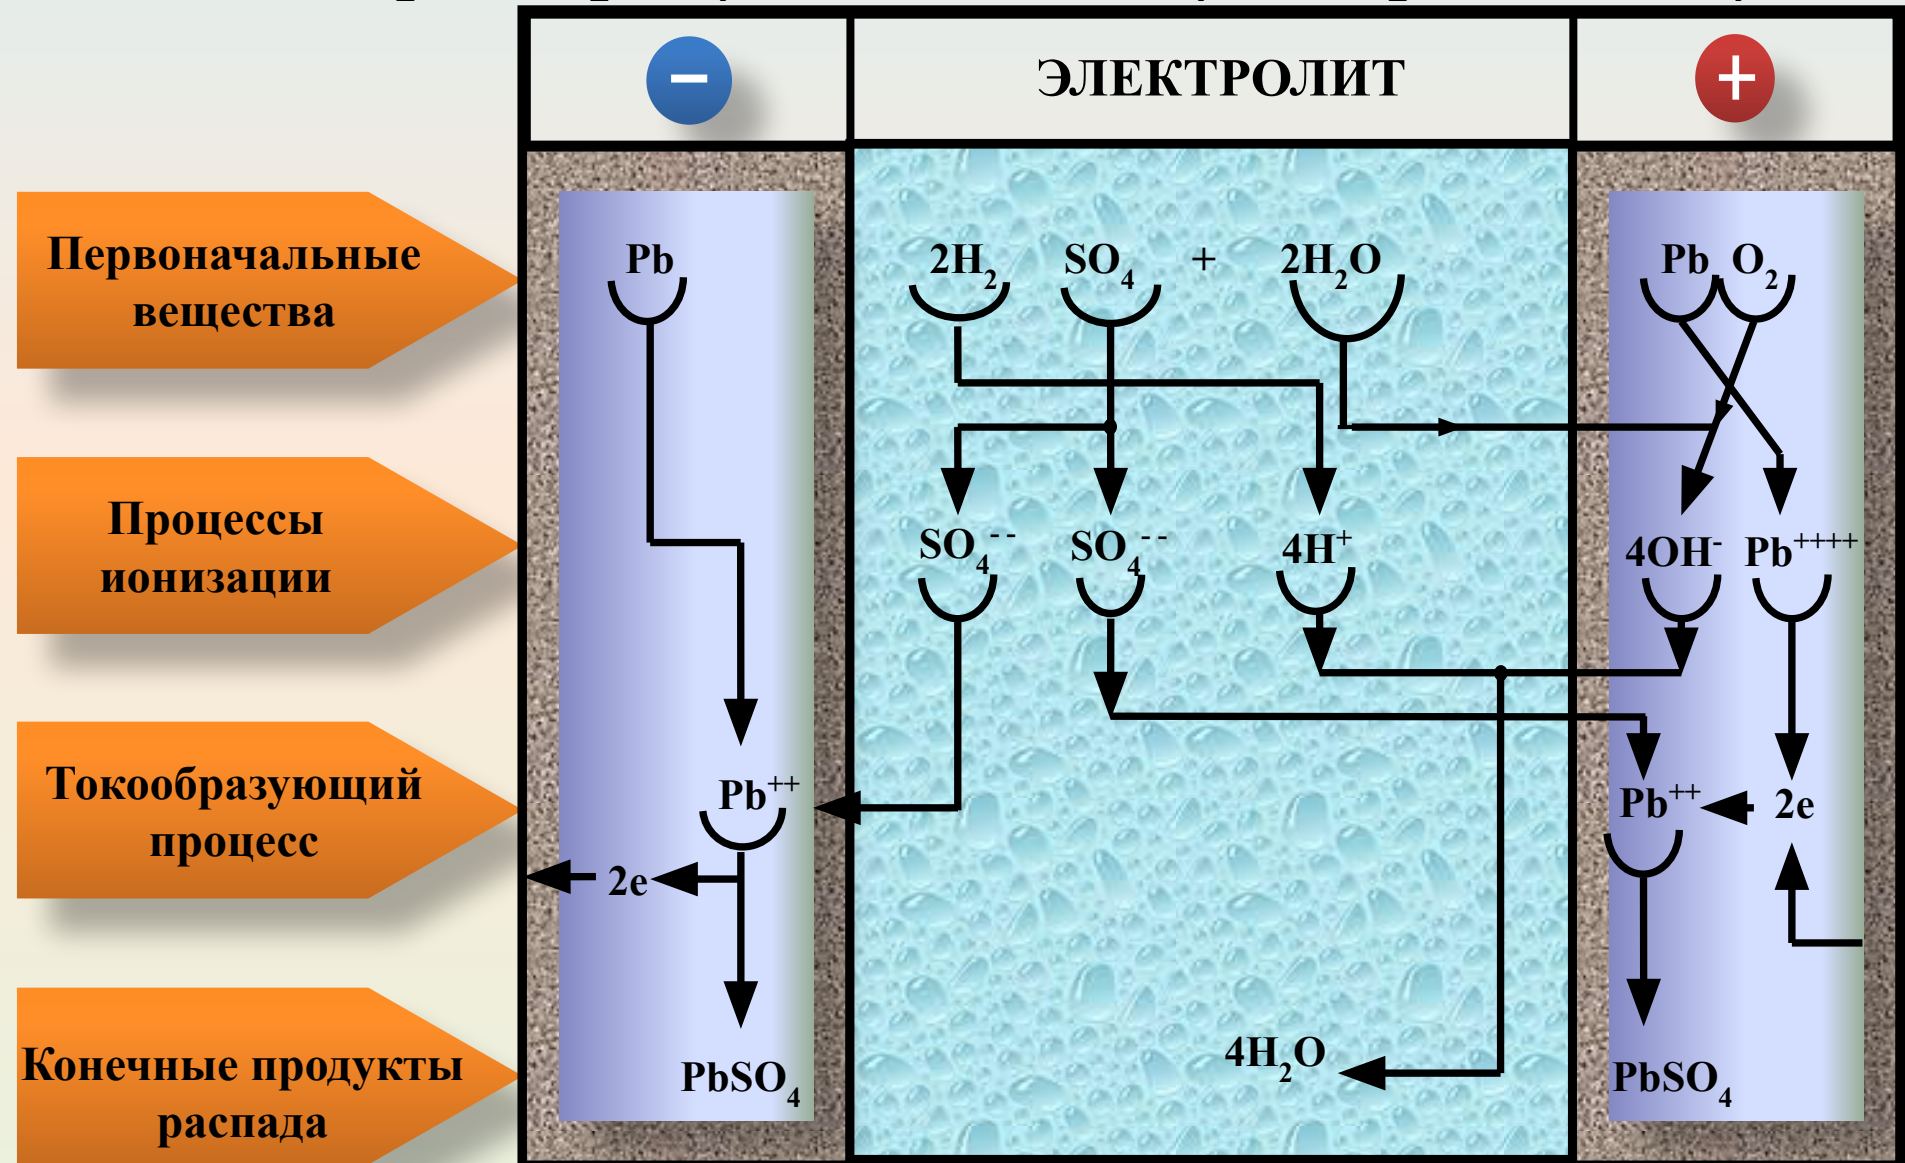 −
ЭЛЕКТРОЛИТ
+
Первоначальные
вещества
Pb
2H₂
SO₄
+
2H₂O
Pb
O₂
Процессы
ионизации
SO₄⁻⁻
SO₄⁻⁻
4H⁺
4OH⁻
Pb⁺⁺⁺⁺
Токообразующий
процесс
Pb⁺⁺
Pb⁺⁺
2e
2e
Конечные продукты
распада
PbSO₄
4H₂O
PbSO₄